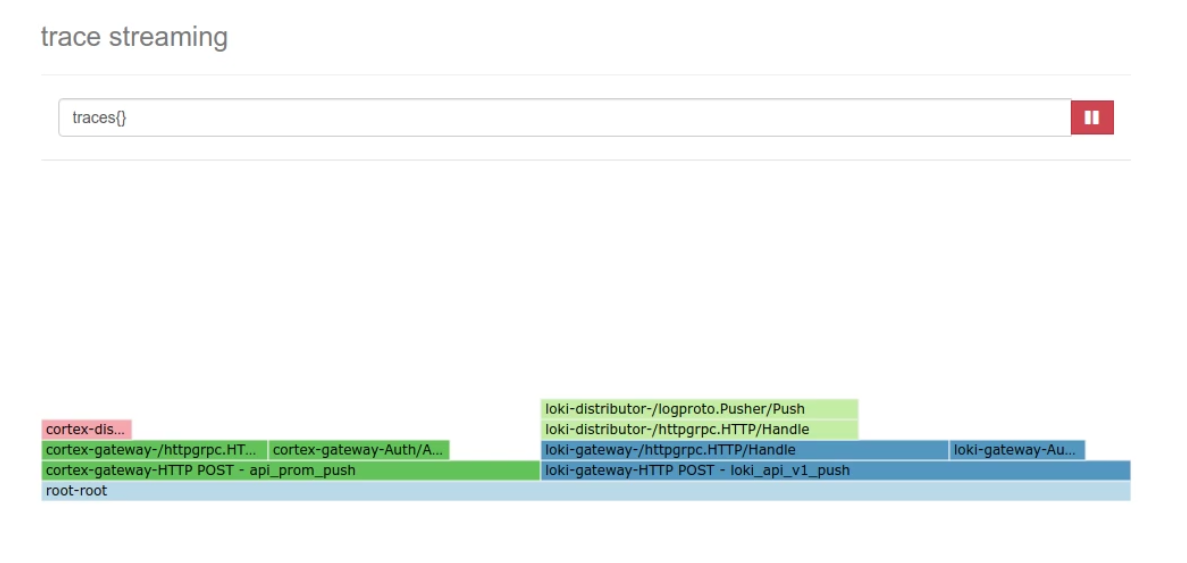 trace streaming
traces{}
loki-distributor-/logproto.Pusher/Push
cortex-dis... loki-distributor-/httpgrpc.HTTP/Handle
cortex-gateway-/httpgrpc.HT... cortex-gateway-Auth/A... loki-gateway-/httpgrpc.HTTP/Handle loki-gateway-Au...
cortex-gateway-HTTP POST - api_prom_push loki-gateway-HTTP POST - loki_api_v1_push
root-root